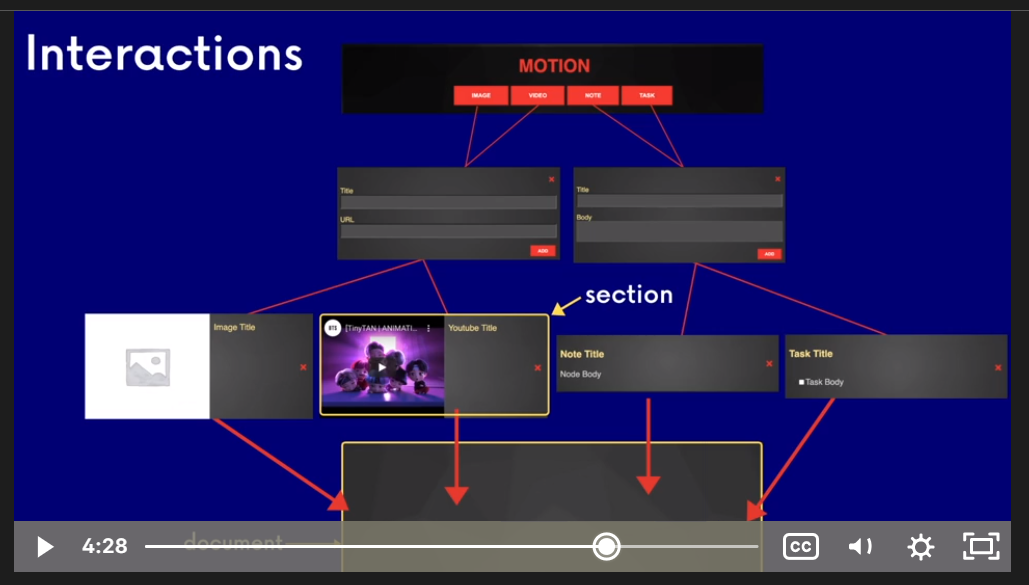 Interactions
MOTION
IMAGE VIDEO NOTE TASK
Title
URL
ADD
Title
Body
ADD
section
Image Title
BTS [TinyTAN | ANIMATI...
Youtube Title
Note Title
Node Body
Task Title
Task Body
document
4:28
CC